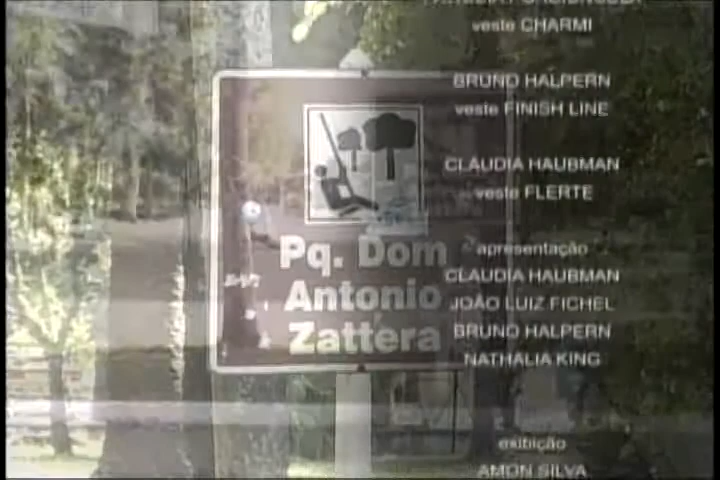 veste CHARMI
BRUNO HALPERN
veste FINISH LINE
CLAUDIA HAUBMAN
veste FLERTE
apresentação
CLAUDIA HAUBMAN
JOÃO LUIZ FICHEL
BRUNO HALPERN
NATHALIA KING
exibição
AMON SILVA
Pq. Dom
Antonio
Zattera